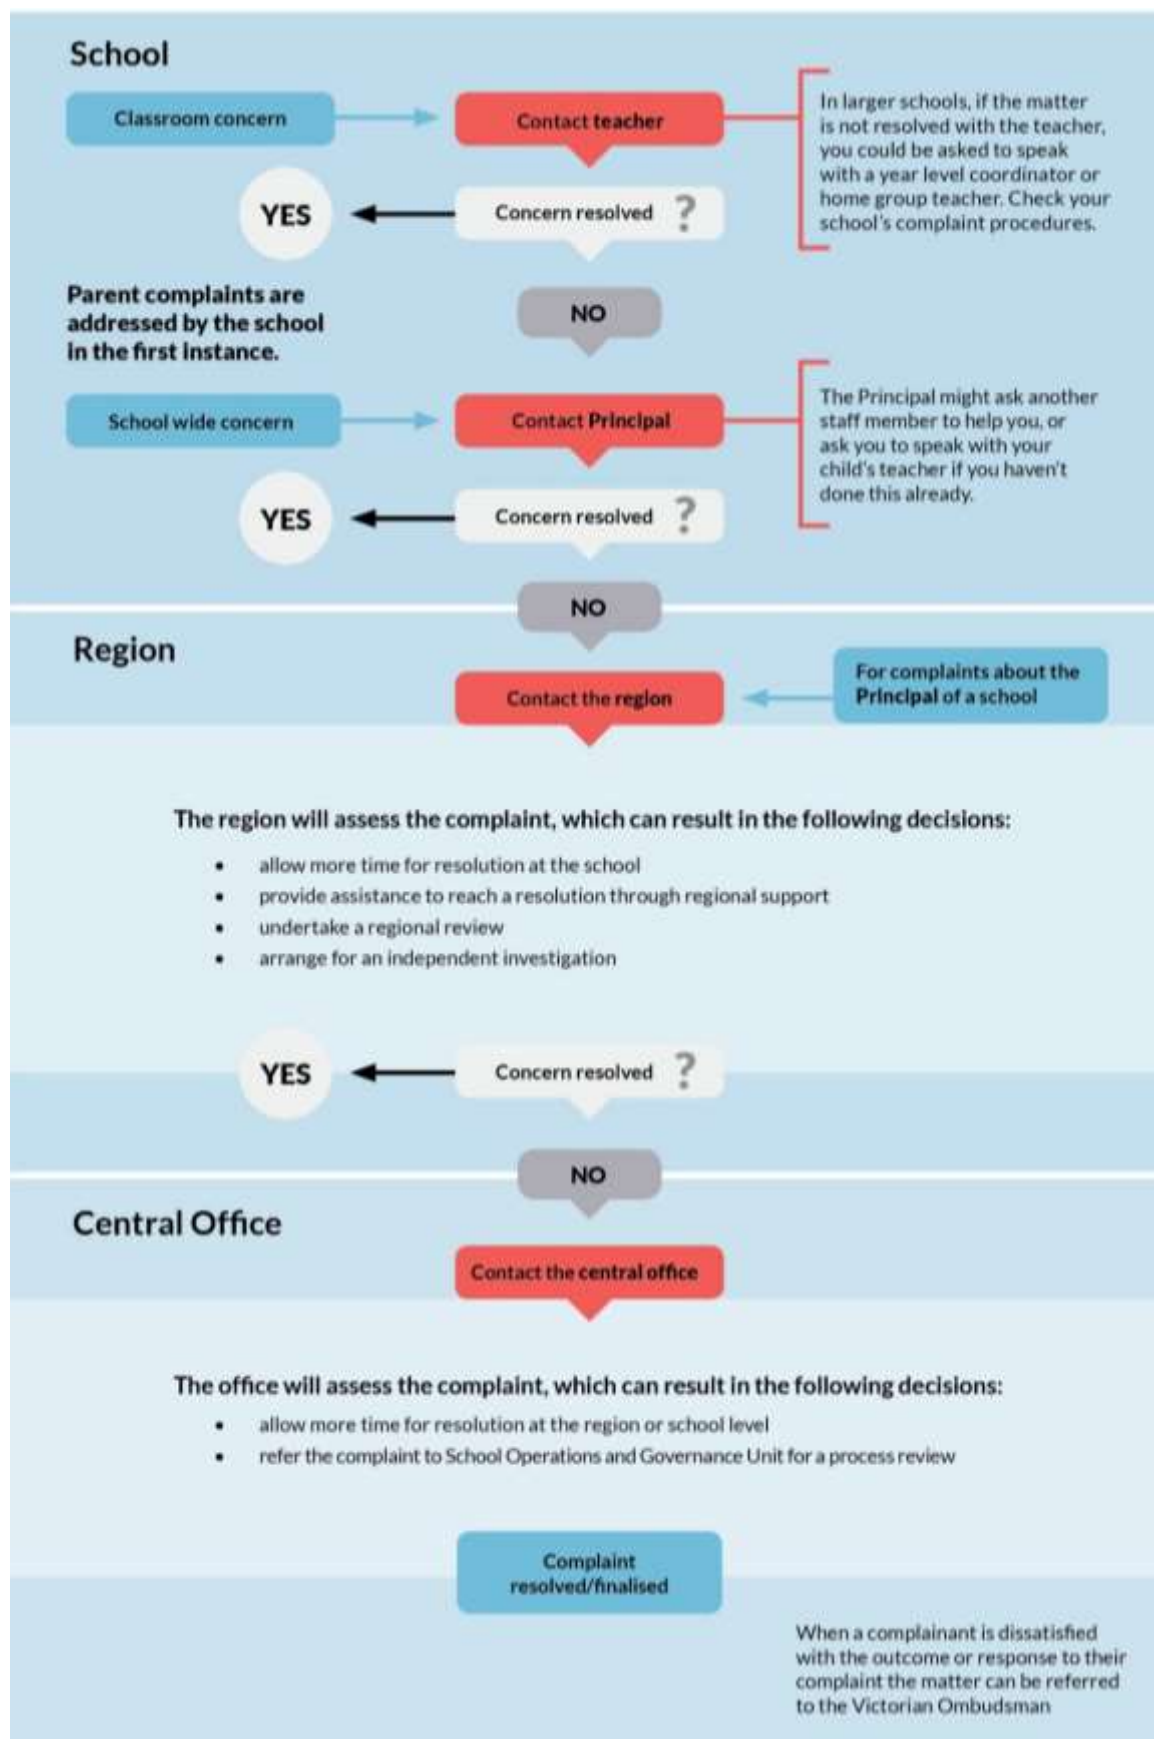 School
Classroom concern
Contact teacher
In larger schools, if the matter
is not resolved with the teacher,
you could be asked to speak
with a year level coordinator or
home group teacher. Check your
school's complaint procedures.
YES
Concern resolved ?
Parent complaints are
addressed by the school
in the first instance.
NO
School wide concern
Contact Principal
The Principal might ask another
staff member to help you, or
ask you to speak with your
child's teacher if you haven't
done this already.
YES
Concern resolved ?
NO
Region
Contact the region
For complaints about the
Principal of a school
The region will assess the complaint, which can result in the following decisions:
• allow more time for resolution at the school
• provide assistance to reach a resolution through regional support
• undertake a regional review
• arrange for an independent investigation
YES
Concern resolved ?
NO
Central Office
Contact the central office
The office will assess the complaint, which can result in the following decisions:
• allow more time for resolution at the region or school level
• refer the complaint to School Operations and Governance Unit for a process review
Complaint
resolved/finalised
When a complainant is dissatisfied
with the outcome or response to their
complaint the matter can be referred
to the Victorian Ombudsman